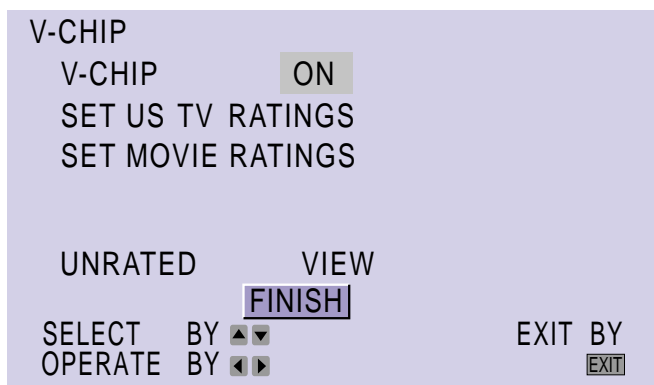 V-CHIP
V-CHIP ON
SET US TV RATINGS
SET MOVIE RATINGS
UNRATED VIEW
FINISH
SELECT BY ▲▼ EXIT BY
OPERATE BY ◀▶ EXIT